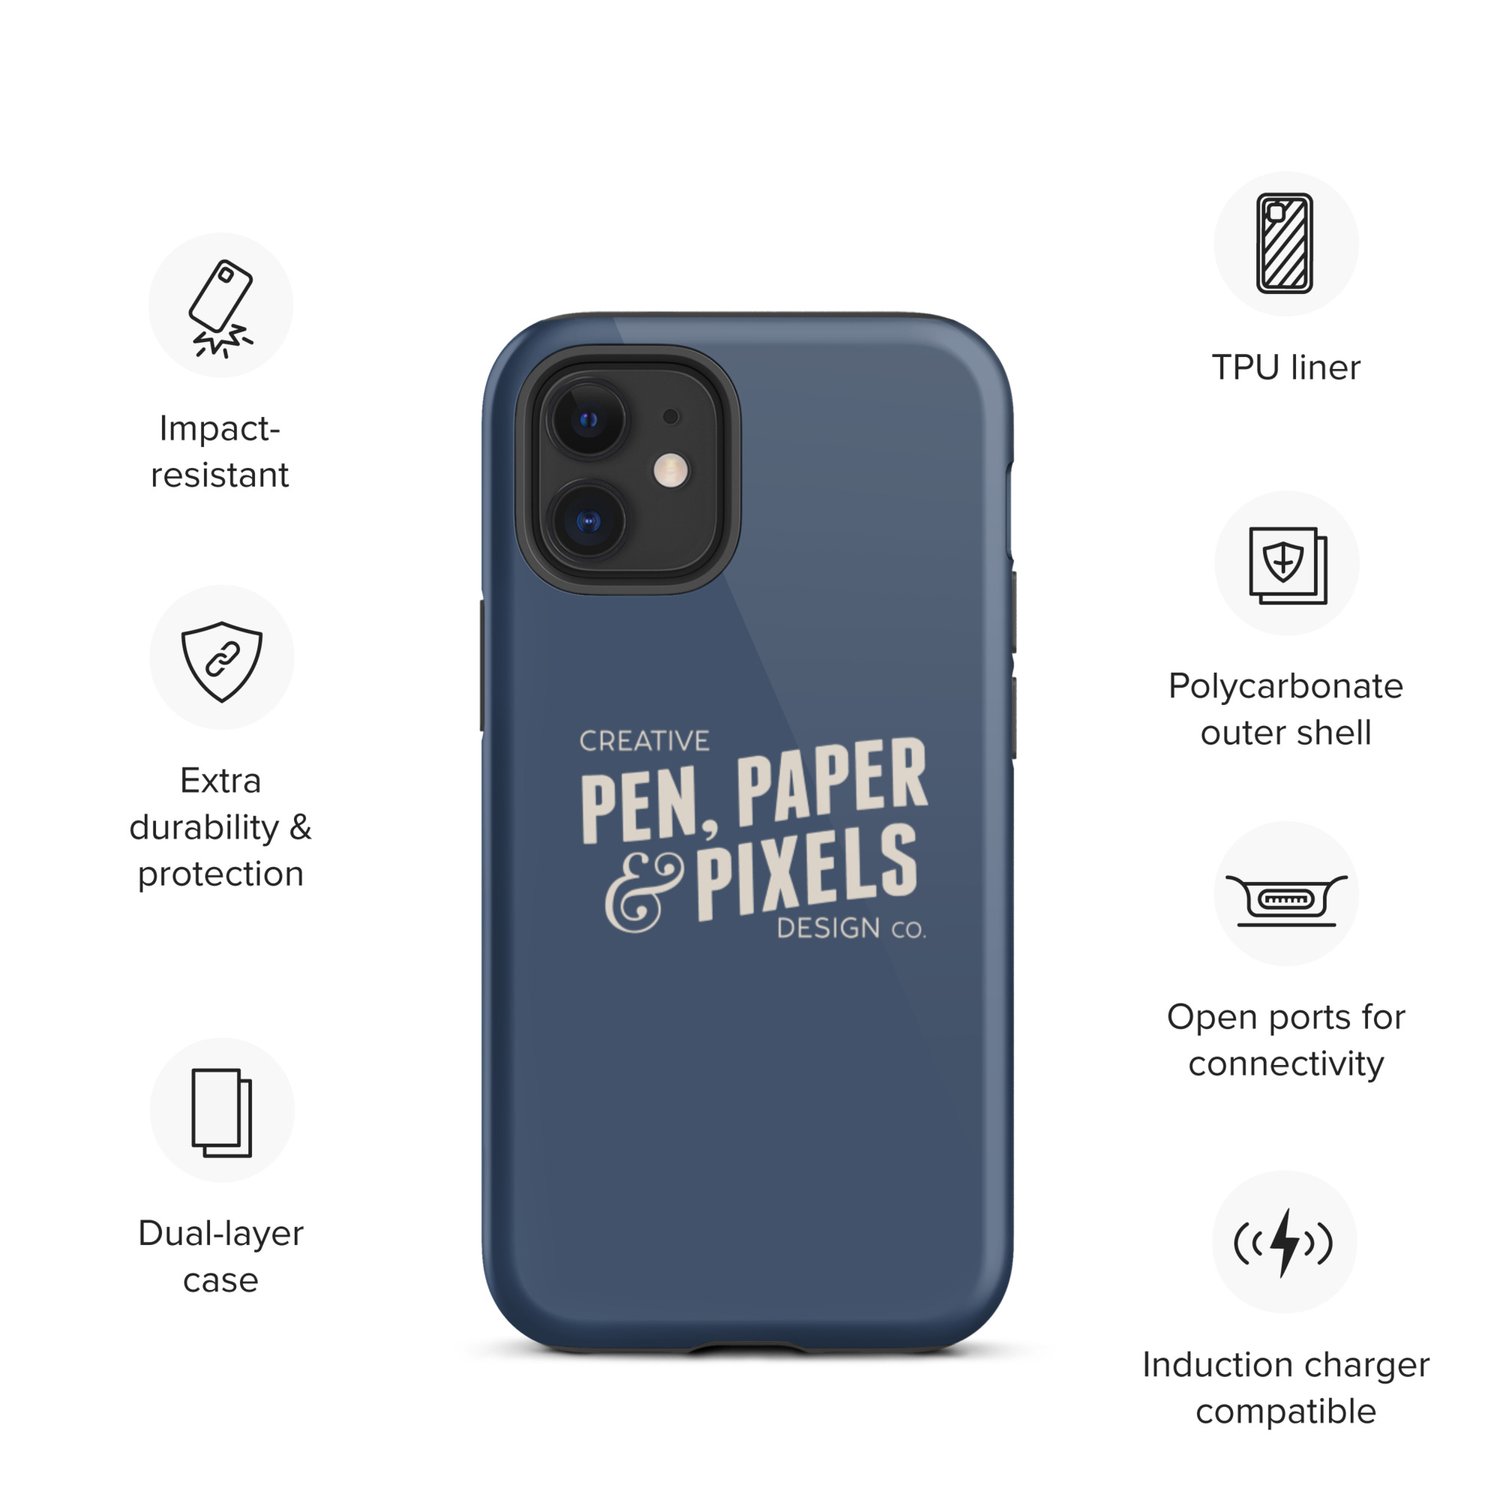 Impact-
resistant
Extra
durability &
protection
Dual-layer
case
CREATIVE
PEN, PAPER
& PIXELS
DESIGN CO.
TPU liner
Polycarbonate
outer shell
Open ports for
connectivity
Induction charger
compatible